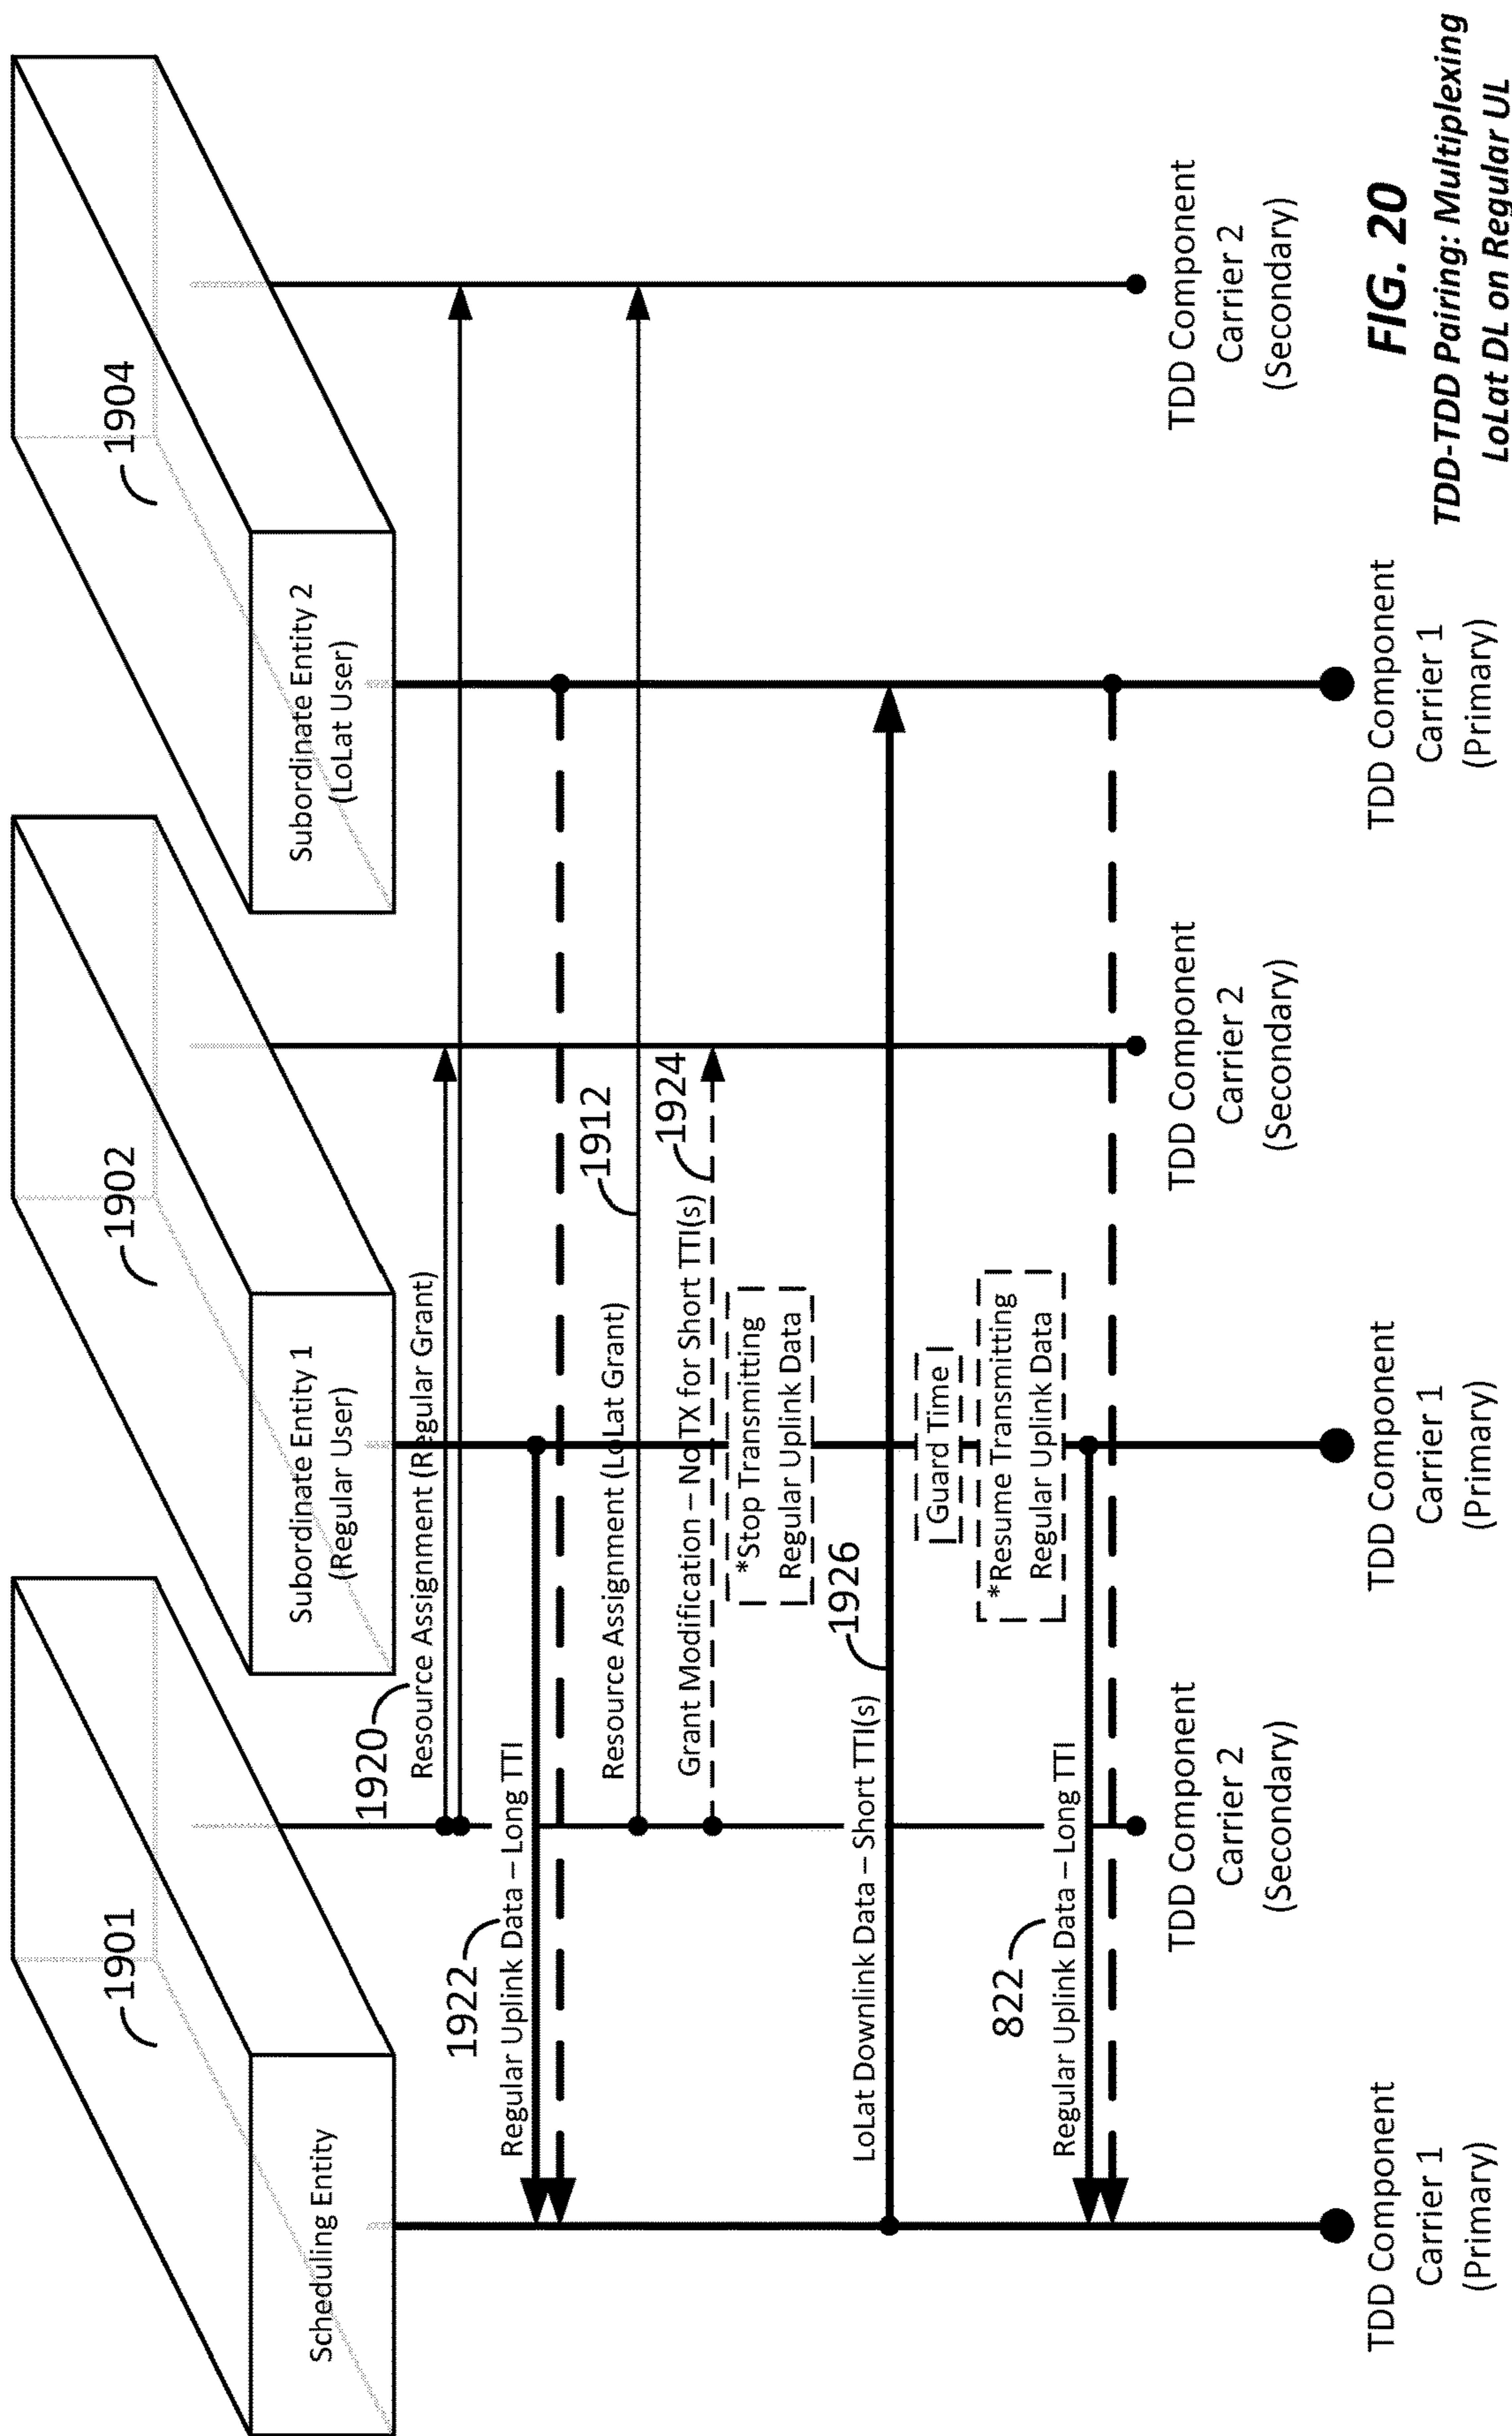 1901
1902
1904
Scheduling Entity
Subordinate Entity 1
(Regular User)
Subordinate Entity 2
(LoLat User)
1920
Resource Assignment (Regular Grant)
1922
Regular Uplink Data – Long TTI
1912
Resource Assignment (LoLat Grant)
1924
Grant Modification – No TX for Short TTI(s)
*Stop Transmitting
Regular Uplink Data
1926
LoLat Downlink Data – Short TTI(s)
Guard Time
*Resume Transmitting
Regular Uplink Data
822
Regular Uplink Data – Long TTI
TDD Component
Carrier 1
(Primary)
TDD Component
Carrier 2
(Secondary)
TDD Component
Carrier 1
(Primary)
TDD Component
Carrier 2
(Secondary)
TDD Component
Carrier 1
(Primary)
TDD Component
Carrier 2
(Secondary)
FIG. 20
TDD-TDD Pairing: Multiplexing
LoLat DL on Regular UL